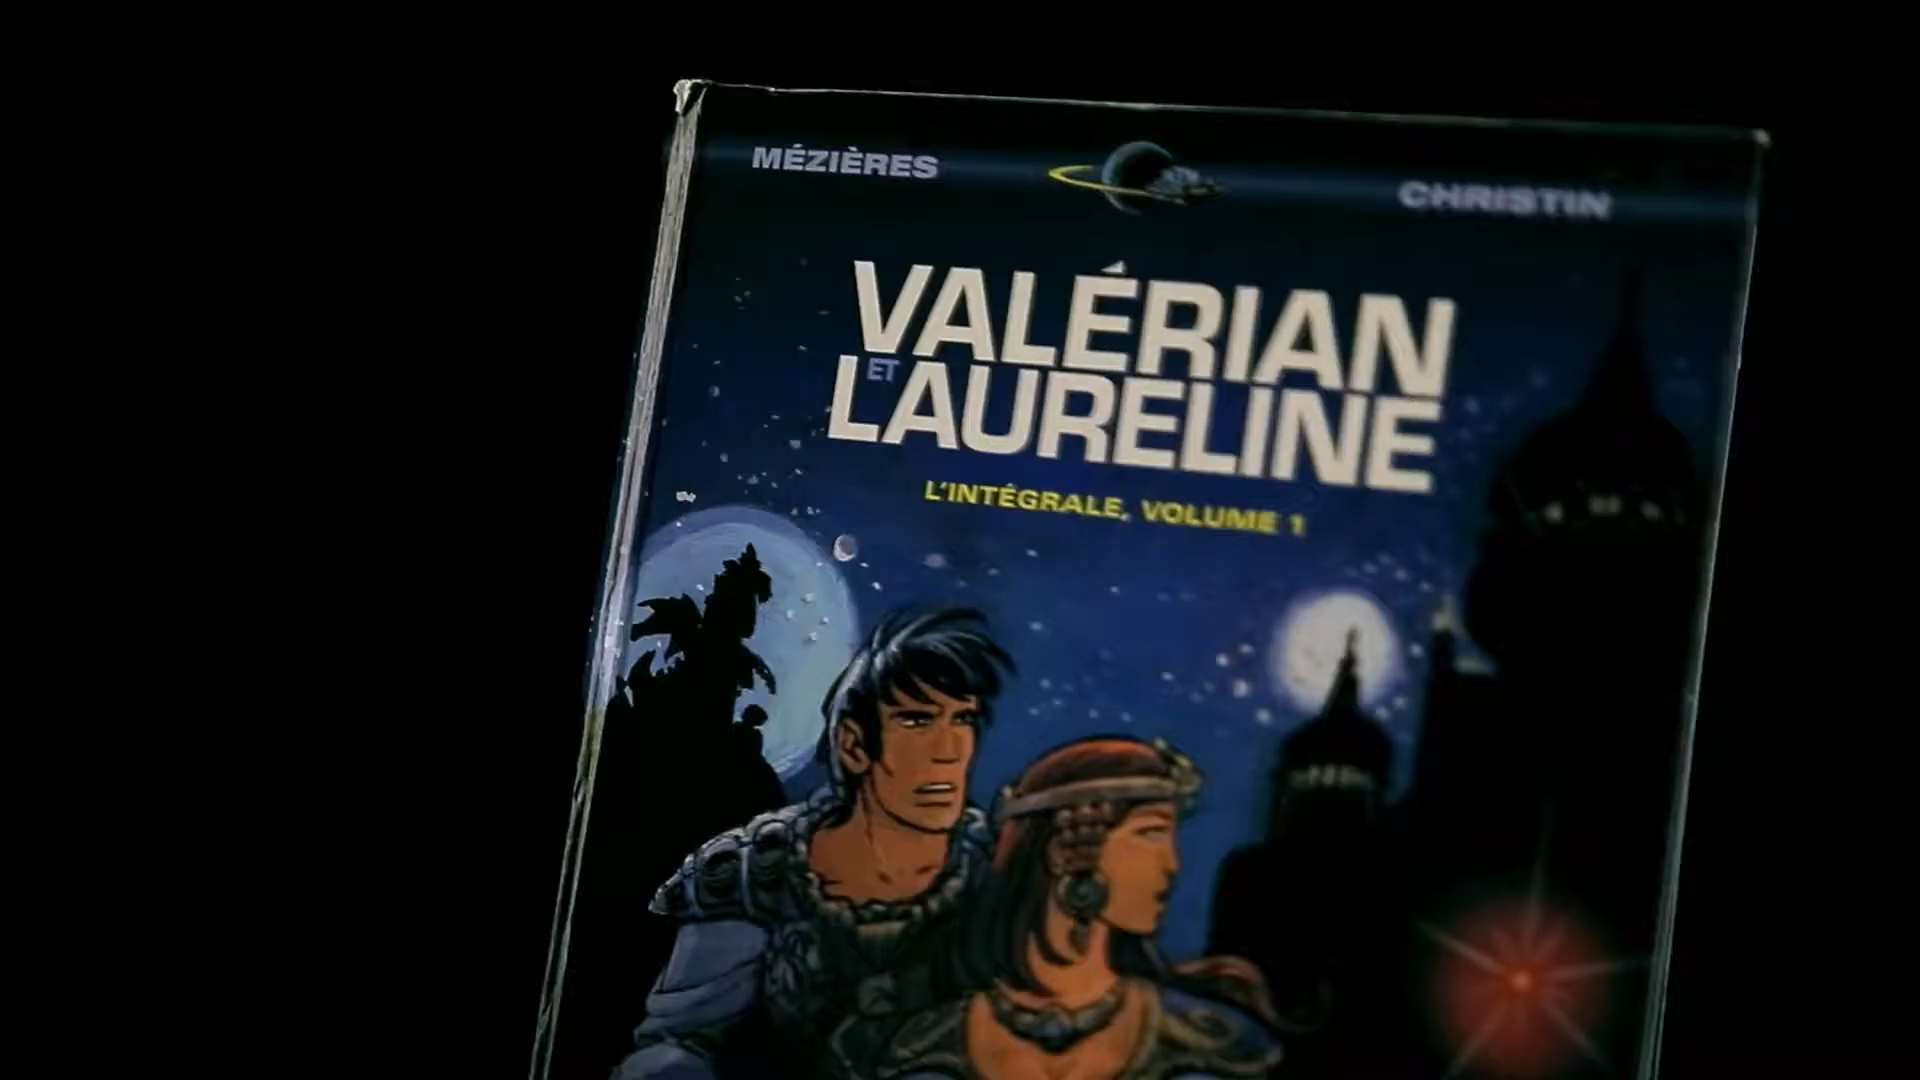 MÉZIÈRES
CHRISTIN
VALÉRIAN
ET
LAURELINE
L'INTÉGRALE, VOLUME 1